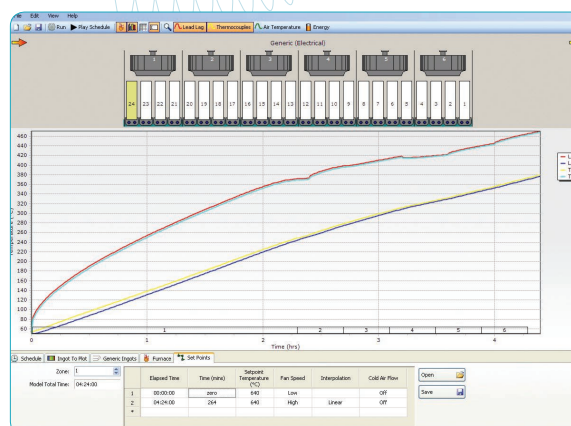 File Edit View Help
Run Play Schedule Lead Lag Thermocouples Air Temperature Energy
Generic (Electrical)
1 2 3 4 5 6
24 23 22 21 20 19 18 17 16 15 14 13 12 11 10 9 8 7 6 5 4 3 2 1
460
440
420
400
380
360
340
320
300
280
260
240
220
200
180
160
140
120
100
80
60
Temperature (°C)
1 2 3 4 5 6
0 1 2 3 4
Time (hrs)
Schedule Ingot To Plot Generic Ingots Furnace Set Points
Zone: 1
Model Total Time: 04:24:00
Elapsed Time Time (mins) Setpoint Temperature (°C) Fan Speed Interpolation Cold Air Flow
1 00:00:00 zero 640 Low Off
2 04:24:00 264 640 High Linear Off
*
Open
Save